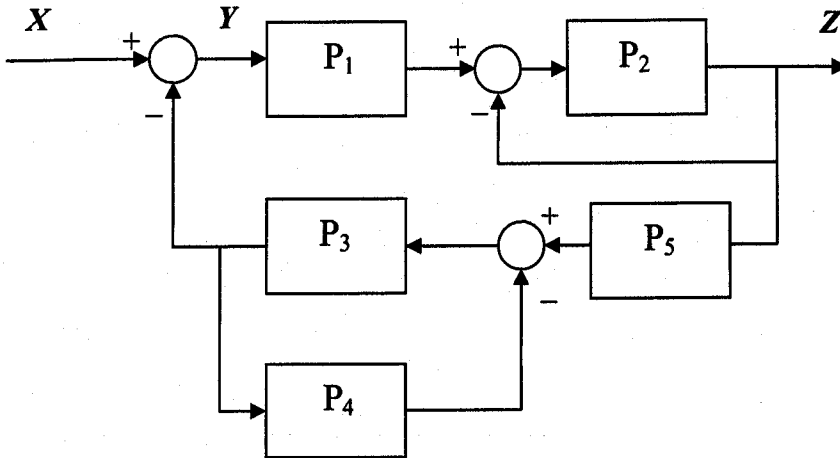 X + Y P₁ + P₂ Z
− −
P₃ + P₅
−
P₄